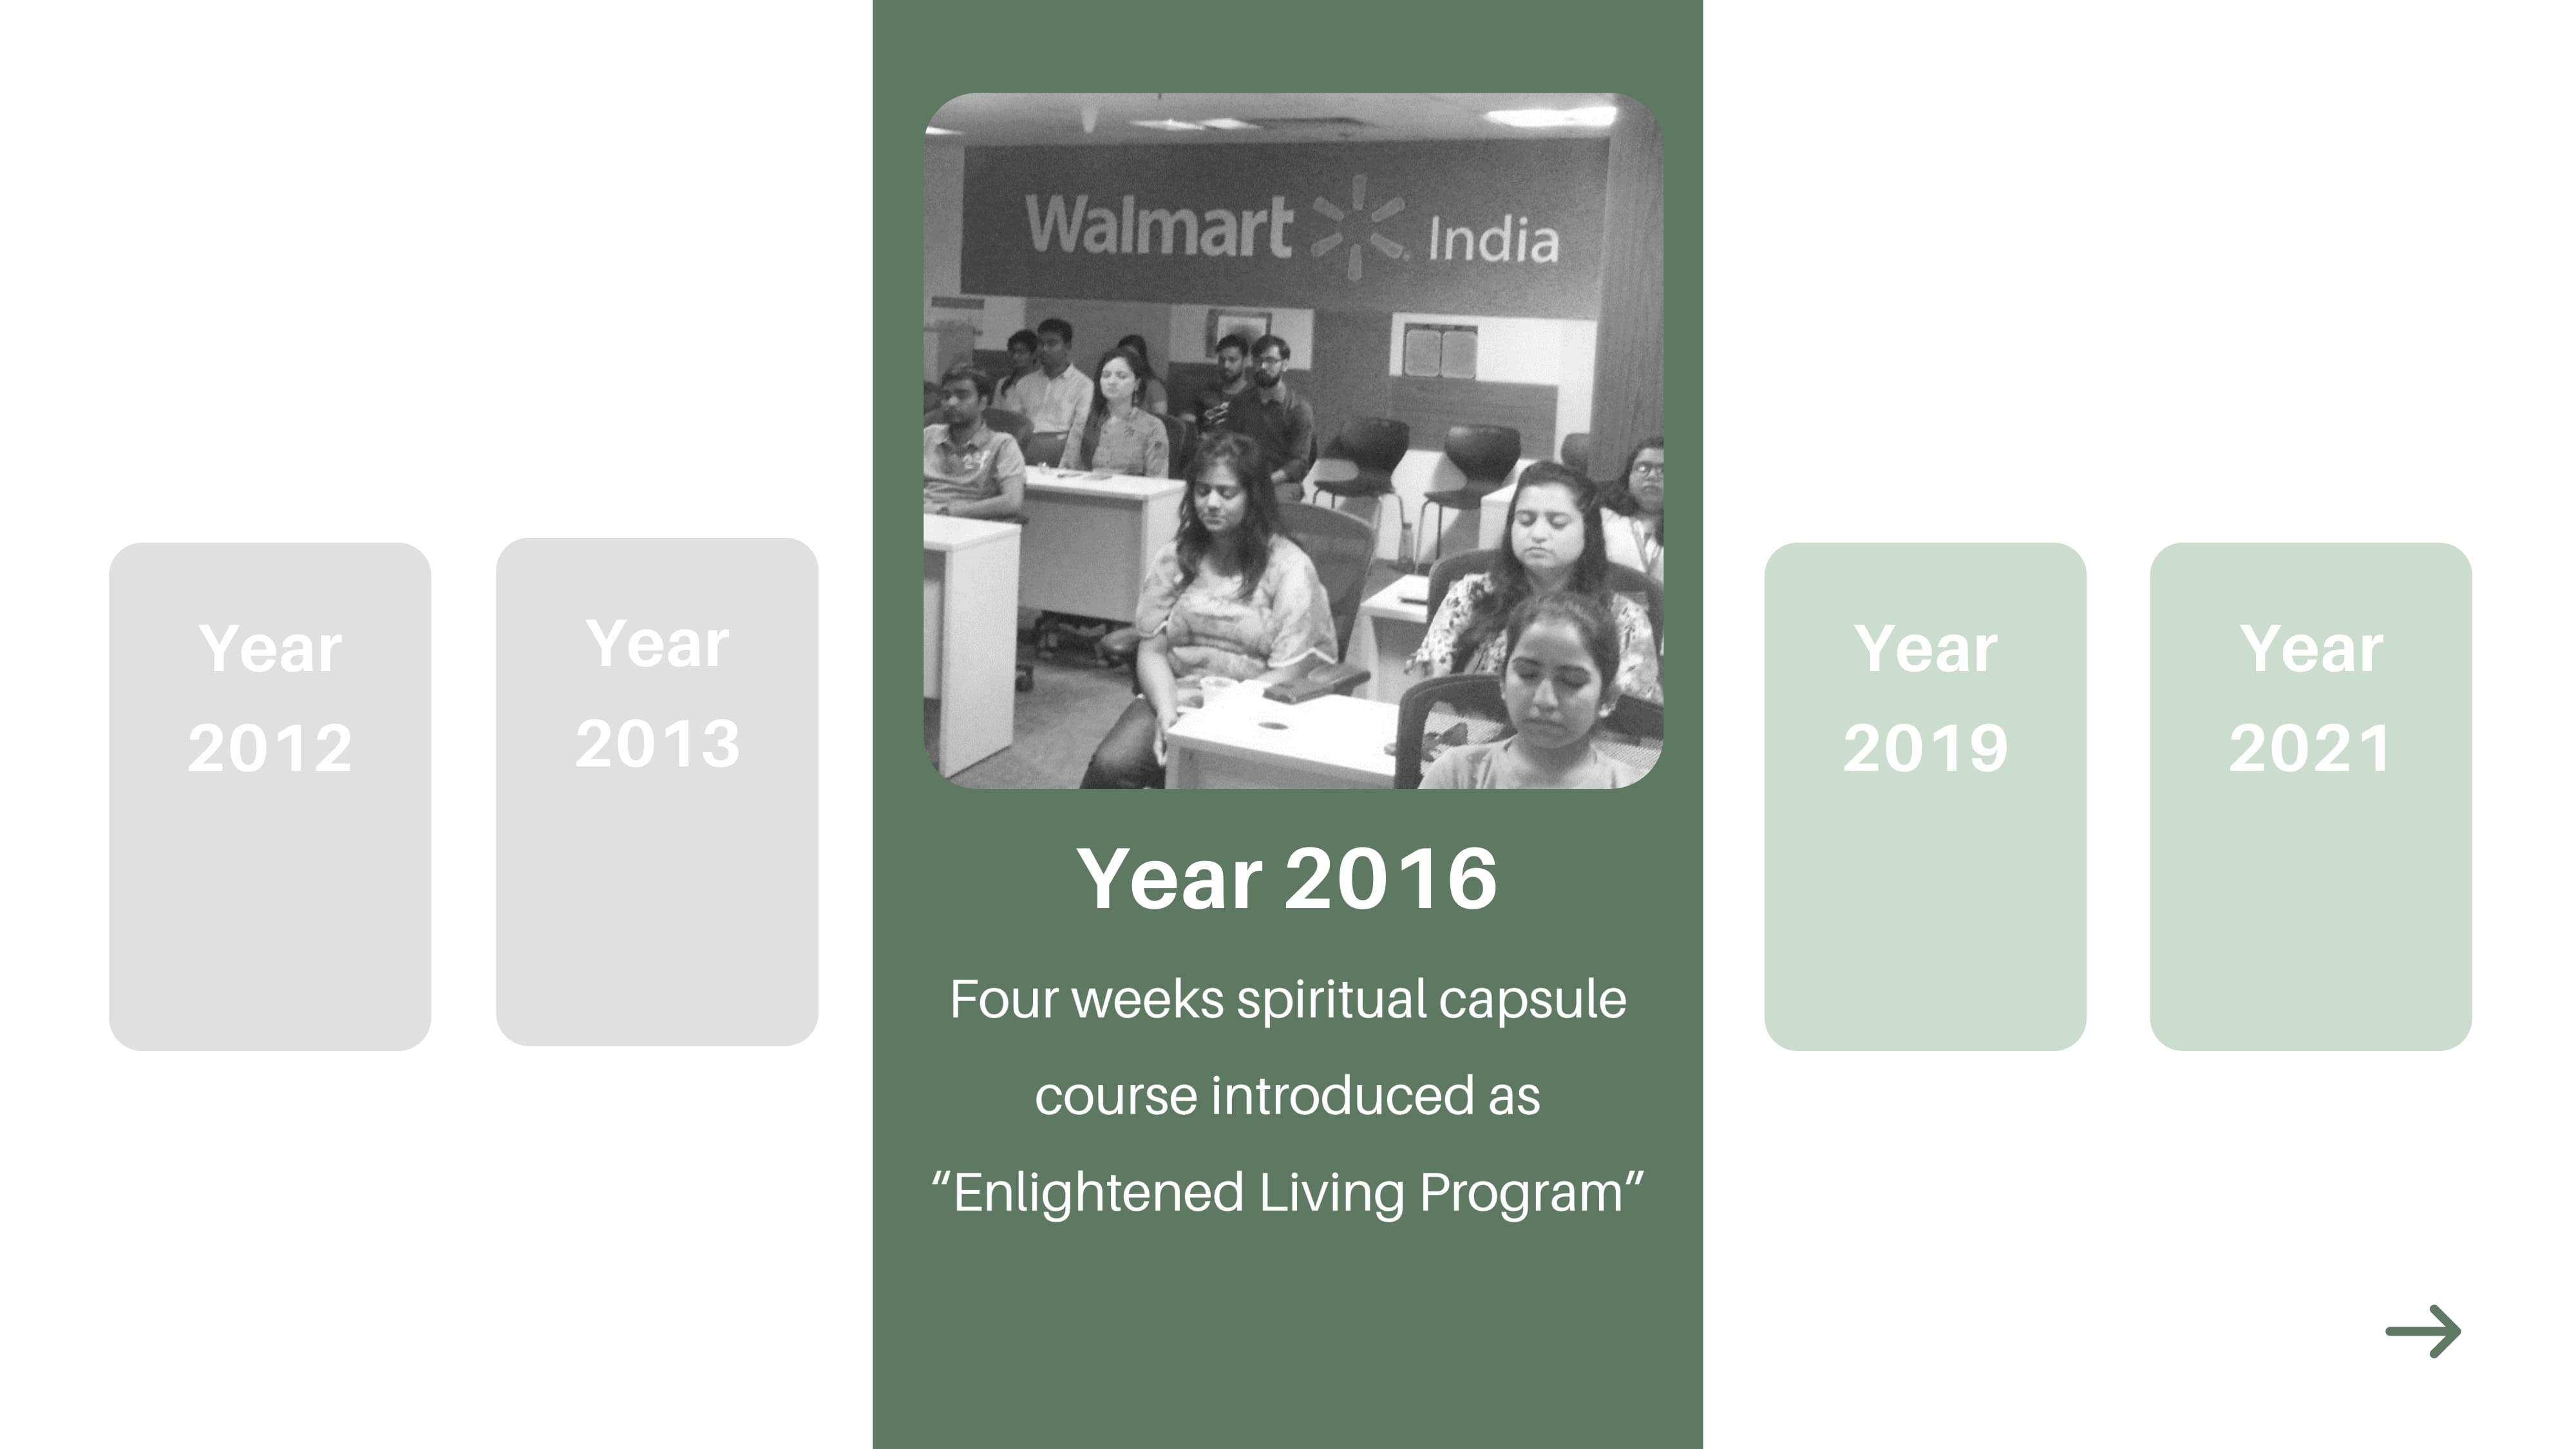 Year
2012
Year
2013
Walmart India
Year 2016
Four weeks spiritual capsule
course introduced as
“Enlightened Living Program”
Year
2019
Year
2021